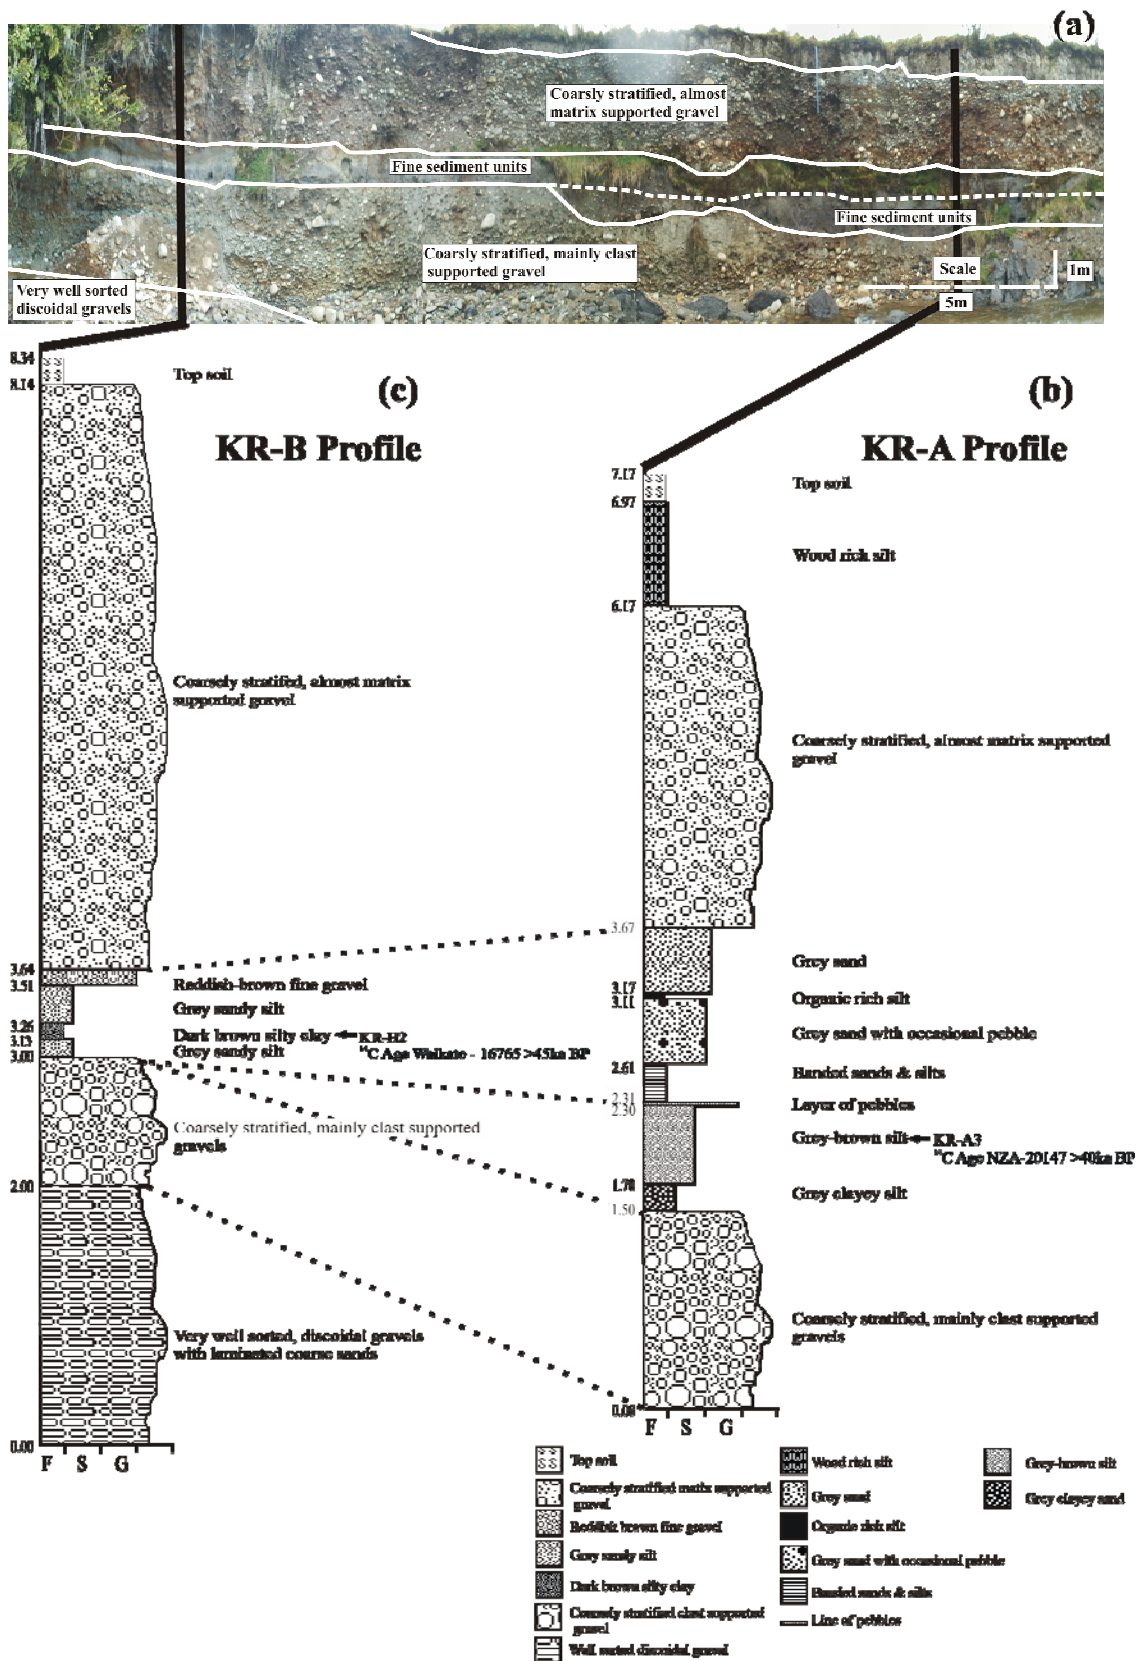 (a)
Coarsly stratified, almost
matrix supported gravel
Fine sediment units
Fine sediment units
Coarsly stratified, mainly clast
supported gravel
Scale
1m
5m
Very well sorted
discoidal gravels
(c)
KR-B Profile
8.34
8.14
Top soil
Coarsely stratifed, almost matrix
supported gravel
3.64
3.51
Reddish-brown fine gravel
Grey sandy silt
3.26
Dark brown silty clay
KR-H2
3.13
Grey sandy silt
14C Age Waikato - 16765 >45ka BP
3.00
Coarsely stratified, mainly clast supported
gravels
2.00
Very well sorted, discoidal gravels
with laminated coarse sands
0.00
F S G
(b)
KR-A Profile
7.17
Top soil
6.97
Wood rich silt
6.17
Coarsely stratified, almost matrix supported
gravel
3.67
Grey sand
3.17
Organic rich silt
3.11
Grey sand with occasional pebble
2.61
Banded sands & silts
2.31
Layer of pebbles
2.30
Grey-brown silt
KR-A3
14C Age NZA-20147 >40ka BP
1.70
Grey clayey silt
1.50
Coarsely stratified, mainly clast supported
gravels
F S G
Top soil
Coarsely stratified matix supported
gravel
Reddish brown fine gravel
Grey sandy silt
Dark brown silty clay
Coarsely stratified clast supported
gravel
Well sorted discoidal gravel
Wood rich silt
Grey sand
Organic rich silt
Grey sand with occasional pebble
Banded sands & silts
Line of pebbles
Grey-brown silt
Grey clayey sand